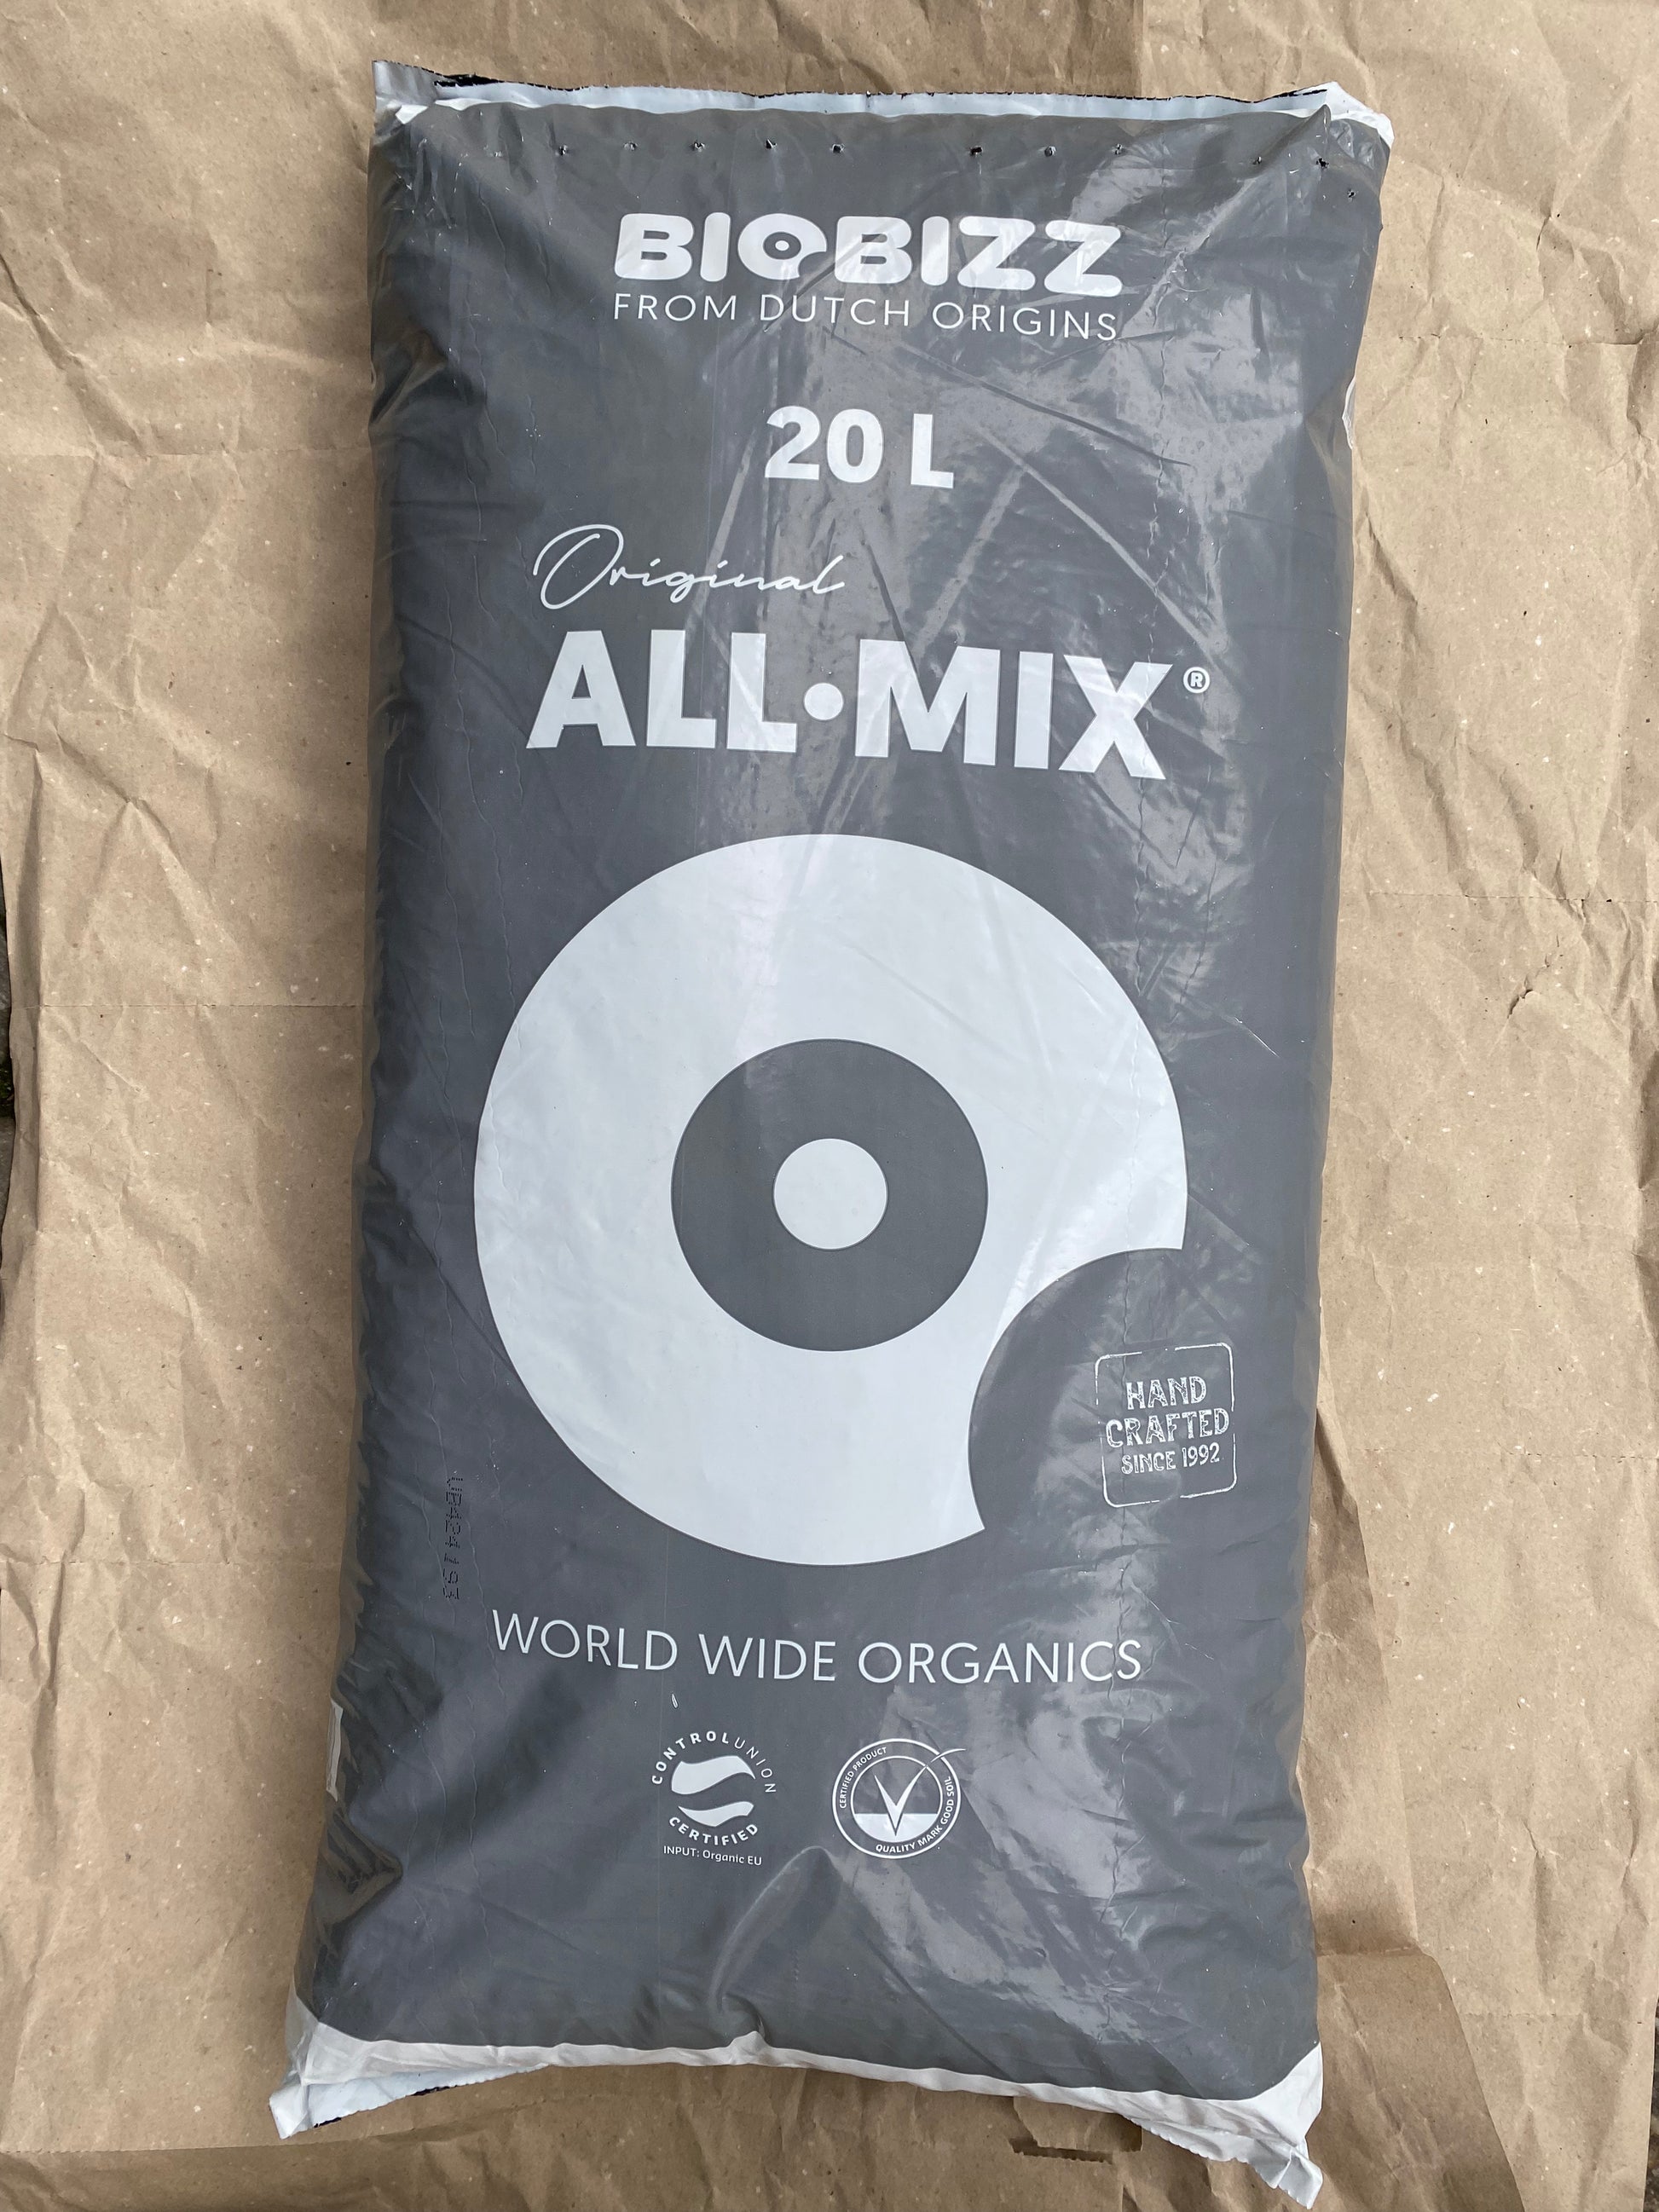 BIOBIZZ
FROM DUTCH ORIGINS
20 L
Original
ALL·MIX®
HAND
CRAFTED
SINCE 1992
WORLD WIDE ORGANICS
CONTROLUNION
CERTIFIED
INPUT: Organic EU
CERTIFIED PRODUCT
QUALITY MARK GOOD SOIL